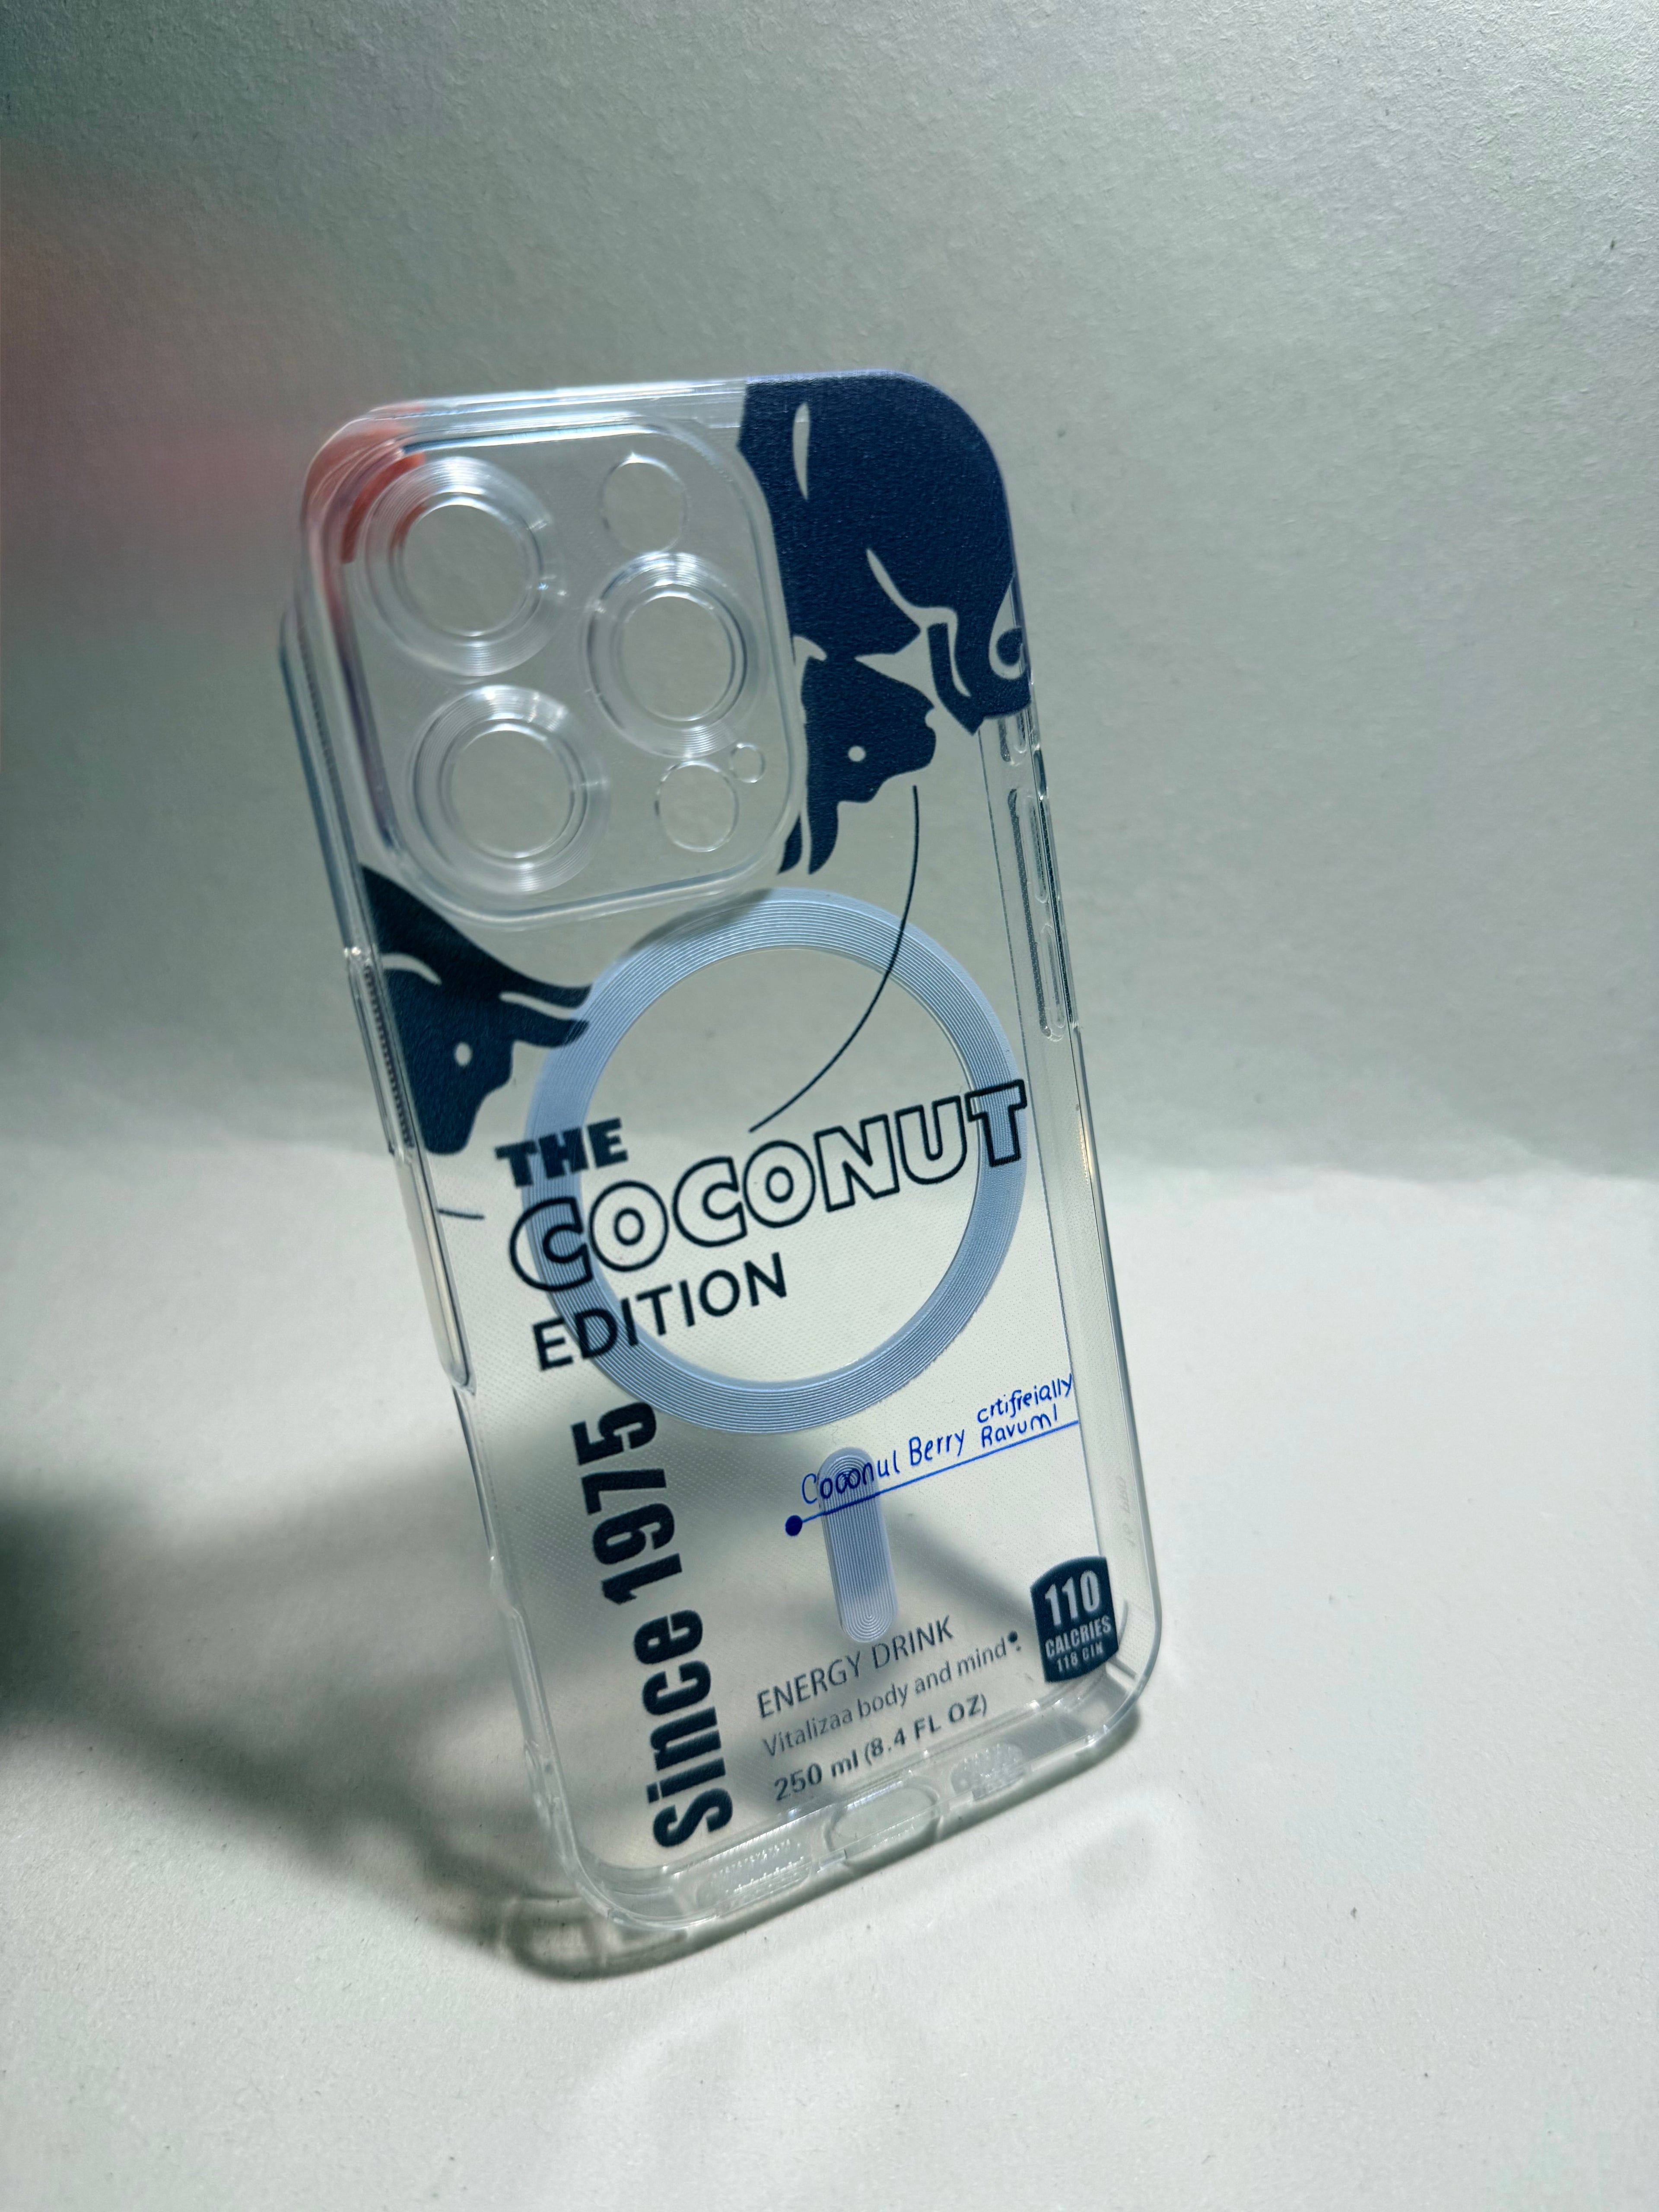 THE
COCONUT
EDITION
Since 1975
crtifieially
Coconul Berry Ravuml
ENERGY DRINK
Vitalizaa body and mind
250 ml (8.4 FL OZ)
110
CALCRIES